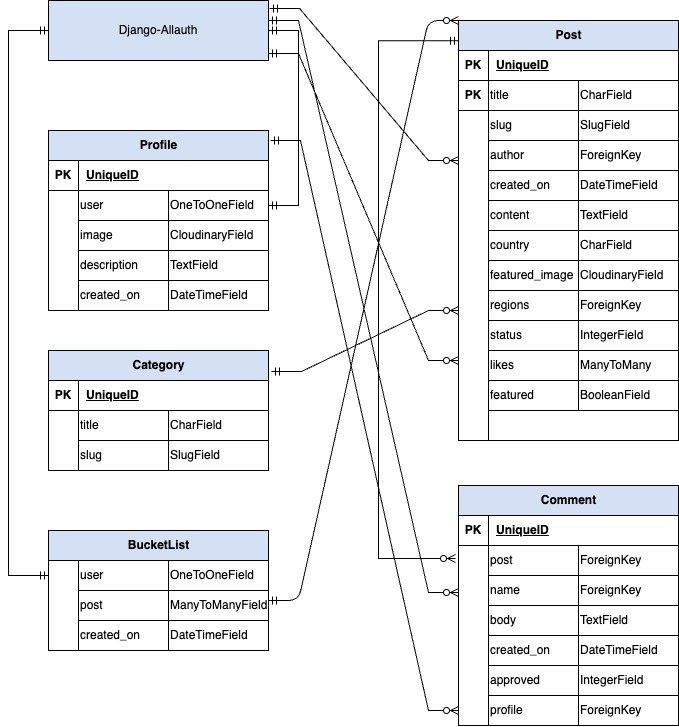 Django-Allauth
Profile
PK UniqueID
user OneToOneField
image CloudinaryField
description TextField
created_on DateTimeField
Category
PK UniqueID
title CharField
slug SlugField
BucketList
user OneToOneField
post ManyToManyField
created_on DateTimeField
Post
PK UniqueID
PK title CharField
slug SlugField
author ForeignKey
created_on DateTimeField
content TextField
country CharField
featured_image CloudinaryField
regions ForeignKey
status IntegerField
likes ManyToMany
featured BooleanField
Comment
PK UniqueID
post ForeignKey
name ForeignKey
body TextField
created_on DateTimeField
approved IntegerField
profile ForeignKey